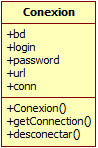 Conexion
+bd
+login
+password
+url
+conn
+Conexion()
+getConnection()
+desconectar()